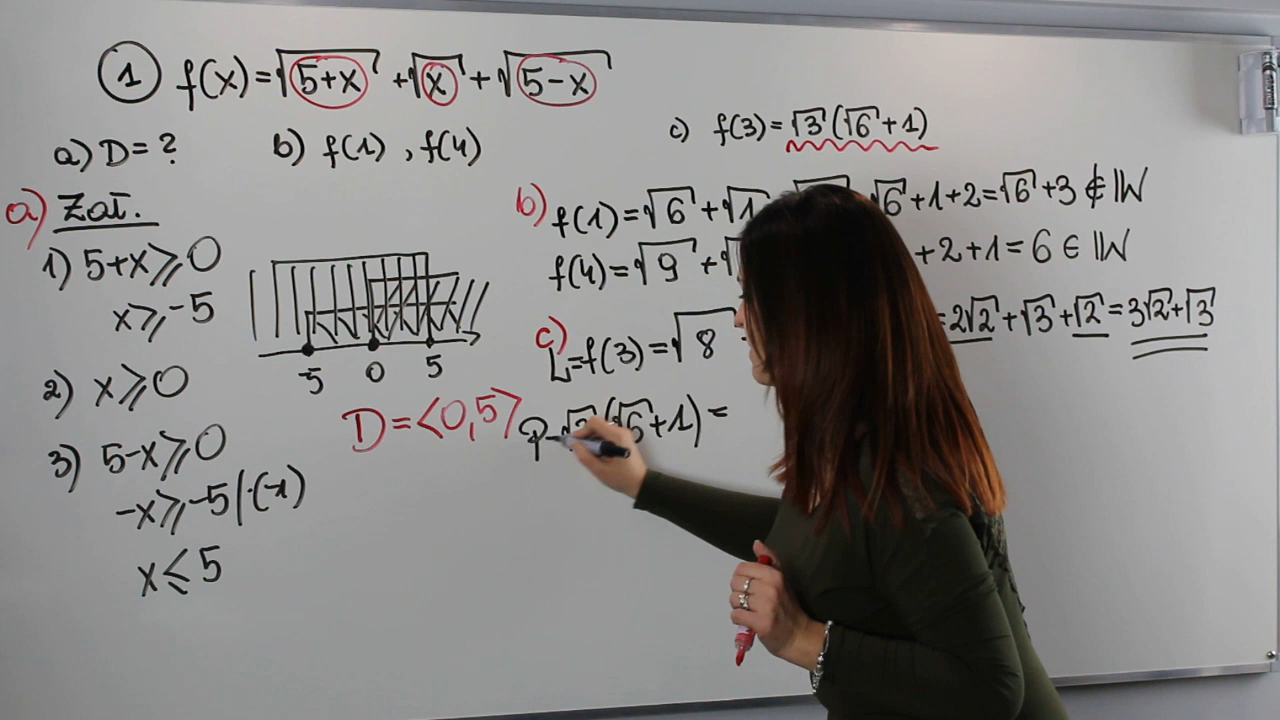 1 f(x)=√(5+x) + √x + √(5-x)
a) D=? b) f(1), f(4)
c) f(3)=√3(√6+1)
a) Zał.
1) 5+x≥0
x≥-5
2) x≥0
3) 5-x≥0
-x≥-5/·(-1)
x≤5
-5 0 5
D=<0,5>
b) f(1)=√6+√1 √6+1+2=√6+3∉W
f(4)=√9+√ +2+1=6∈W
c) L=f(3)=√8 =2√2+√3+√2=3√2+√3
P= (√6+1)=